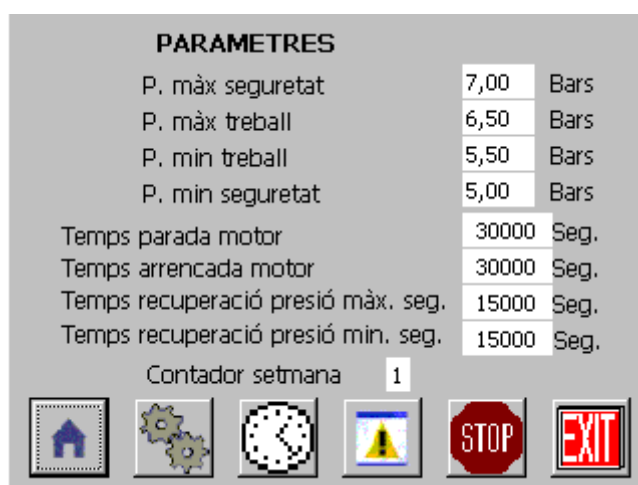 PARAMETRES
P. màx seguretat 7,00 Bars
P. màx treball 6,50 Bars
P. min treball 5,50 Bars
P. min seguretat 5,00 Bars
Temps parada motor 30000 Seg.
Temps arrencada motor 30000 Seg.
Temps recuperació presió màx. seg. 15000 Seg.
Temps recuperació presió min. seg. 15000 Seg.
Contador setmana 1
STOP EXIT